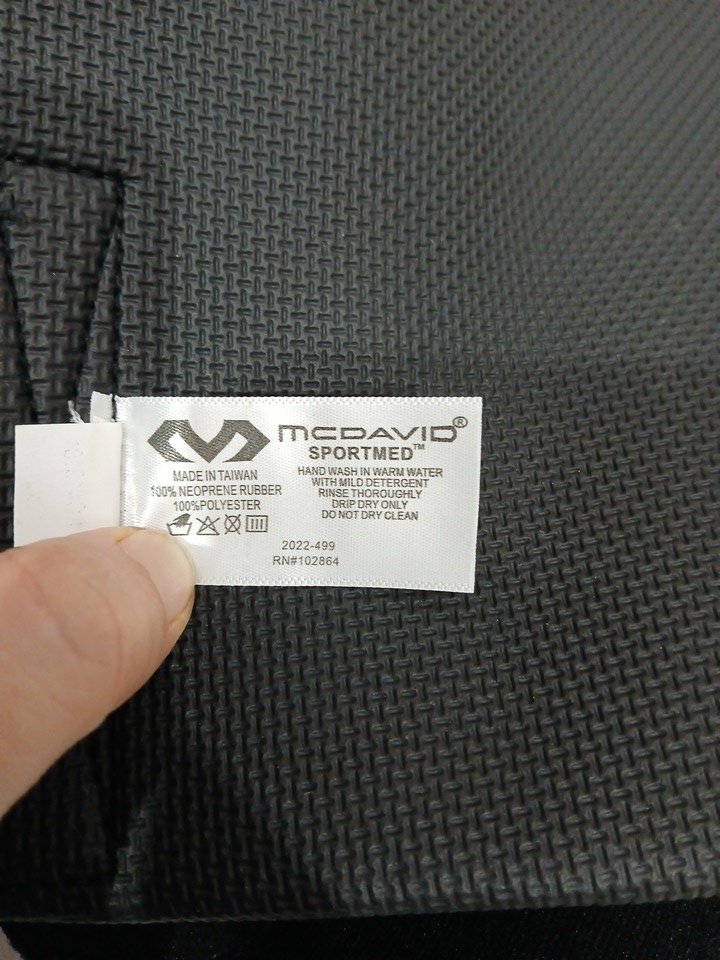 MCDAVID®
SPORTMED™
MADE IN TAIWAN
100% NEOPRENE RUBBER
100%POLYESTER
HAND WASH IN WARM WATER
WITH MILD DETERGENT
RINSE THOROUGHLY
DRIP DRY ONLY
DO NOT DRY CLEAN
2022-499
RN#102864